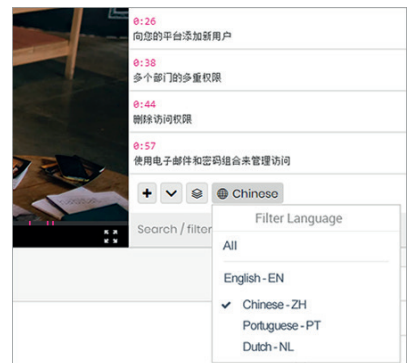 0:26
向您的平台添加新用户
0:38
多个部门的多重权限
0:44
删除访问权限
0:57
使用电子邮件和密码组合来管理访问
Chinese
Search / filter
Filter Language
All
English-EN
Chinese-ZH
Portuguese-PT
Dutch-NL